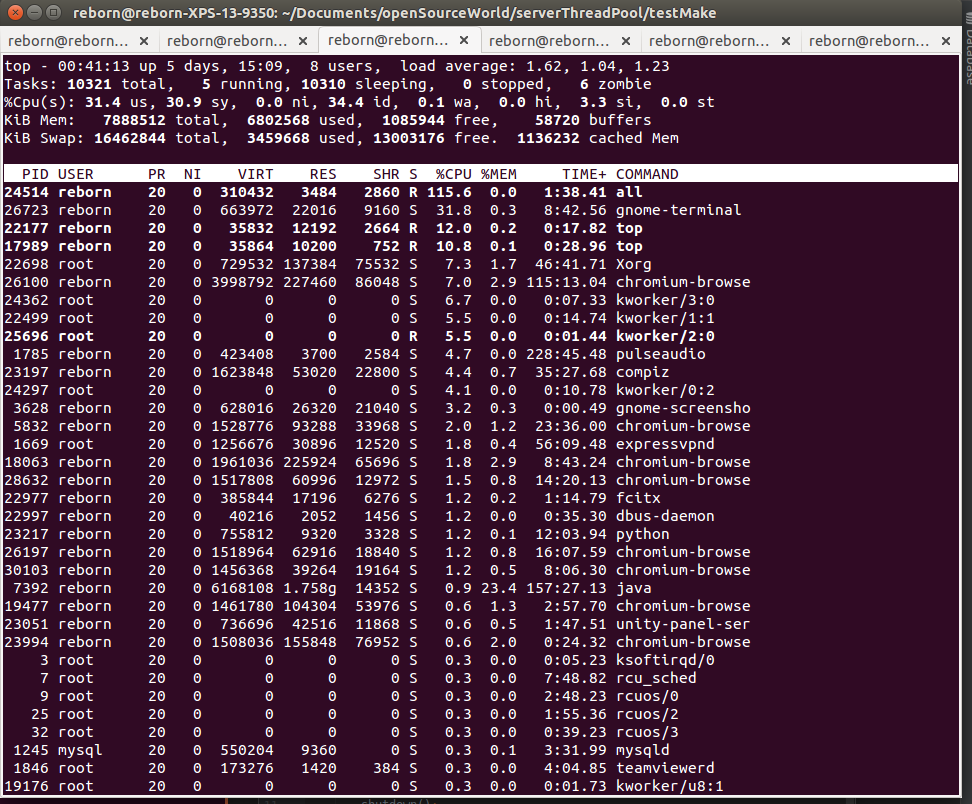 reborn@reborn-XPS-13-9350: ~/Documents/openSourceWorld/serverThreadPool/testMake
reborn@reborn... × reborn@reborn... × reborn@reborn... × reborn@reborn... × reborn@reborn... × reborn@reborn... ×
top - 00:41:13 up 5 days, 15:09,  8 users,  load average: 1.62, 1.04, 1.23
Tasks: 10321 total,   5 running, 10310 sleeping,   0 stopped,   6 zombie
%Cpu(s): 31.4 us, 30.9 sy,  0.0 ni, 34.4 id,  0.1 wa,  0.0 hi,  3.3 si,  0.0 st
KiB Mem:   7888512 total,  6802568 used,  1085944 free,    58720 buffers
KiB Swap: 16462844 total,  3459668 used, 13003176 free.  1136232 cached Mem
PID USER      PR  NI    VIRT    RES    SHR S  %CPU %MEM     TIME+ COMMAND
24514 reborn    20   0  310432   3484   2860 R 115.6  0.0   1:38.41 all
26723 reborn    20   0  663972  22016   9160 S  31.8  0.3   8:42.56 gnome-terminal
22177 reborn    20   0   35832  12192   2664 R  12.0  0.2   0:17.82 top
17989 reborn    20   0   35864  10200    752 R  10.8  0.1   0:28.96 top
22698 root      20   0  729532 137384  75532 S   7.3  1.7  46:41.71 Xorg
26100 reborn    20   0 3998792 227460  86048 S   7.0  2.9 115:13.04 chromium-browse
24362 root      20   0       0      0      0 S   6.7  0.0   0:07.33 kworker/3:0
22499 root      20   0       0      0      0 S   5.5  0.0   0:14.74 kworker/1:1
25696 root      20   0       0      0      0 R   5.5  0.0   0:01.44 kworker/2:0
1785 reborn    20   0  423408   3700   2584 S   4.7  0.0 228:45.48 pulseaudio
23197 reborn    20   0 1623848  53020  22800 S   4.4  0.7  35:27.68 compiz
24297 root      20   0       0      0      0 S   4.1  0.0   0:10.78 kworker/0:2
3628 reborn    20   0  628016  26320  21040 S   3.2  0.3   0:00.49 gnome-screensho
5832 reborn    20   0 1528776  93288  33968 S   2.0  1.2  23:36.00 chromium-browse
1669 root      20   0 1256676  30896  12520 S   1.8  0.4  56:09.48 expressvpnd
18063 reborn    20   0 1961036 225924  65696 S   1.8  2.9   8:43.24 chromium-browse
28632 reborn    20   0 1517808  60996  12972 S   1.5  0.8  14:20.13 chromium-browse
22977 reborn    20   0  385844  17196   6276 S   1.2  0.2   1:14.79 fcitx
22997 reborn    20   0   40216   2052   1456 S   1.2  0.0   0:35.30 dbus-daemon
23217 reborn    20   0  755812   9320   3328 S   1.2  0.1  12:03.94 python
26197 reborn    20   0 1518964  62916  18840 S   1.2  0.8  16:07.59 chromium-browse
30103 reborn    20   0 1456368  39264  19164 S   1.2  0.5   8:06.30 chromium-browse
7392 reborn    20   0 6168108 1.758g  14352 S   0.9 23.4 157:27.13 java
19477 reborn    20   0 1461780 104304  53976 S   0.6  1.3   2:57.70 chromium-browse
23051 reborn    20   0  736696  42516  11868 S   0.6  0.5   1:47.51 unity-panel-ser
23994 reborn    20   0 1508036 155848  76952 S   0.6  2.0   0:24.32 chromium-browse
3 root      20   0       0      0      0 S   0.3  0.0   0:05.23 ksoftirqd/0
7 root      20   0       0      0      0 S   0.3  0.0   7:48.82 rcu_sched
9 root      20   0       0      0      0 S   0.3  0.0   2:48.23 rcuos/0
25 root      20   0       0      0      0 S   0.3  0.0   1:55.36 rcuos/2
32 root      20   0       0      0      0 S   0.3  0.0   0:39.23 rcuos/3
1245 mysql     20   0  550204   9360      0 S   0.3  0.1   3:31.99 mysqld
1846 root      20   0  173276   1420    384 S   0.3  0.0   4:04.85 teamviewerd
19176 root      20   0       0      0      0 S   0.3  0.0   0:01.73 kworker/u8:1
Database